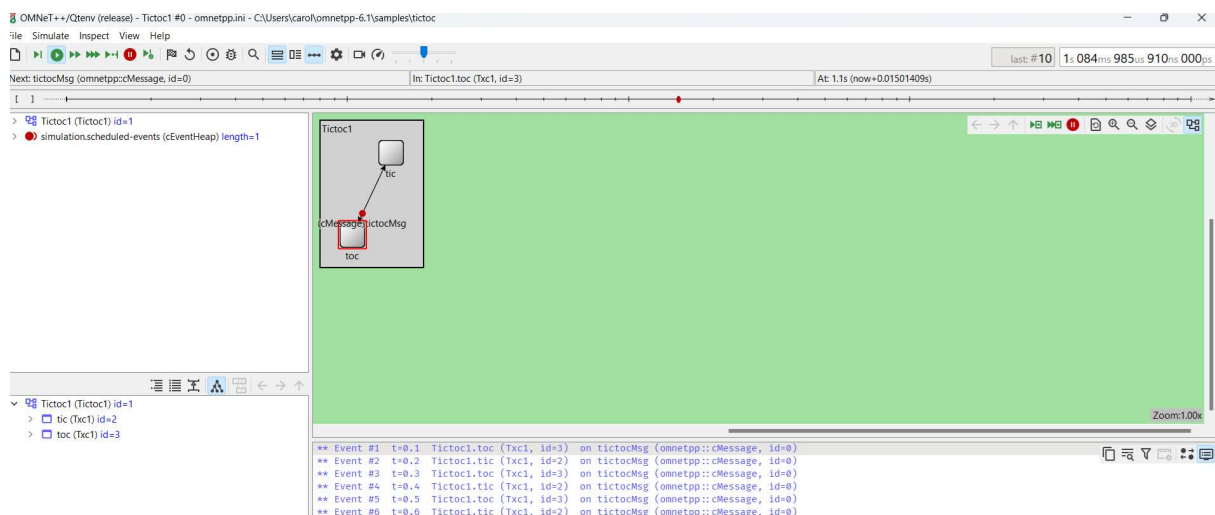 OMNeT++/Qtenv (release) - Tictoc1 #0 - omnetpp.ini - C:\Users\carol\omnetpp-6.1\samples\tictoc
File Simulate Inspect View Help
last: #10 1s 084ms 985us 910ns 000ps
Next: tictocMsg (omnetpp::cMessage, id=0) In: Tictoc1.toc (Txc1, id=3) At: 1.1s (now+0.01501409s)
[ ]
Tictoc1 (Tictoc1) id=1
simulation.scheduled-events (cEventHeap) length=1
Tictoc1
tic
(cMessage)tictocMsg
toc
3D
Zoom:1.00x
Tictoc1 (Tictoc1) id=1
tic (Txc1) id=2
toc (Txc1) id=3
** Event #1 t=0.1 Tictoc1.toc (Txc1, id=3) on tictocMsg (omnetpp::cMessage, id=0)
** Event #2 t=0.2 Tictoc1.tic (Txc1, id=2) on tictocMsg (omnetpp::cMessage, id=0)
** Event #3 t=0.3 Tictoc1.toc (Txc1, id=3) on tictocMsg (omnetpp::cMessage, id=0)
** Event #4 t=0.4 Tictoc1.tic (Txc1, id=2) on tictocMsg (omnetpp::cMessage, id=0)
** Event #5 t=0.5 Tictoc1.toc (Txc1, id=3) on tictocMsg (omnetpp::cMessage, id=0)
** Event #6 t=0.6 Tictoc1.tic (Txc1, id=2) on tictocMsg (omnetpp::cMessage, id=0)